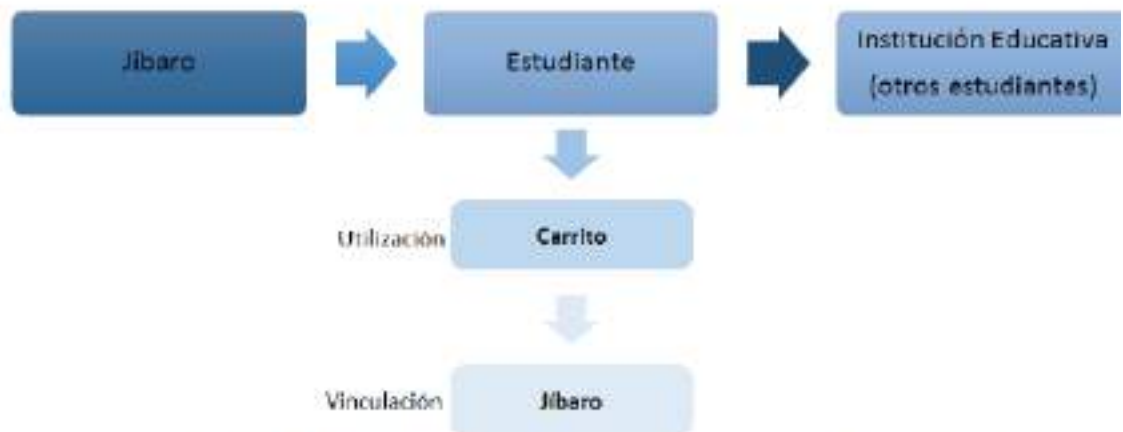 Jíbaro
Estudiante
Institución Educativa
(otros estudiantes)
Utilización
Carrito
Vinculación
Jíbaro